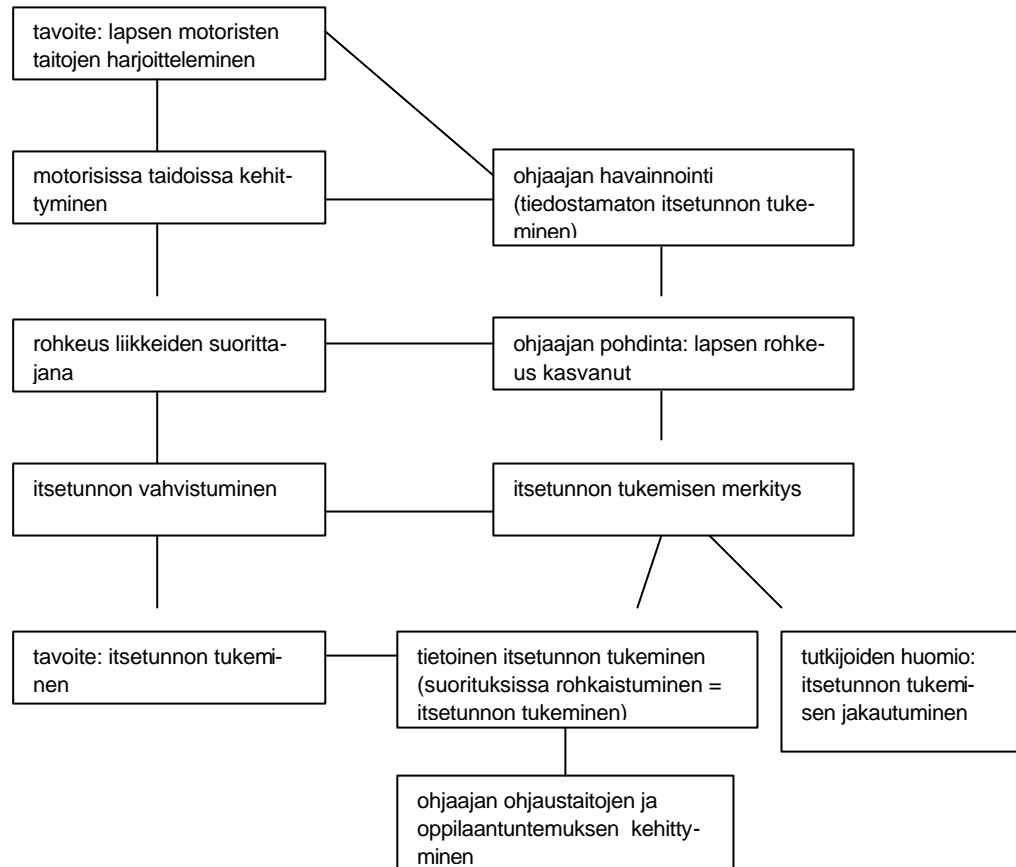 tavoite: lapsen motoristen
taitojen harjoitteleminen
motorisissa taidoissa kehit-
tyminen
ohjaajan havainnointi
(tiedostamaton itsetunnon tuke-
minen)
rohkeus liikkeiden suoritta-
jana
ohjaajan pohdinta: lapsen rohke-
us kasvanut
itsetunnon vahvistuminen
itsetunnon tukemisen merkitys
tavoite: itsetunnon tukemi-
nen
tietoinen itsetunnon tukeminen
(suorituksissa rohkaistuminen =
itsetunnon tukeminen)
tutkijoiden huomio:
itsetunnon tukemi-
sen jakautuminen
ohjaajan ohjaustaitojen ja
oppilaantuntemuksen kehitty-
minen